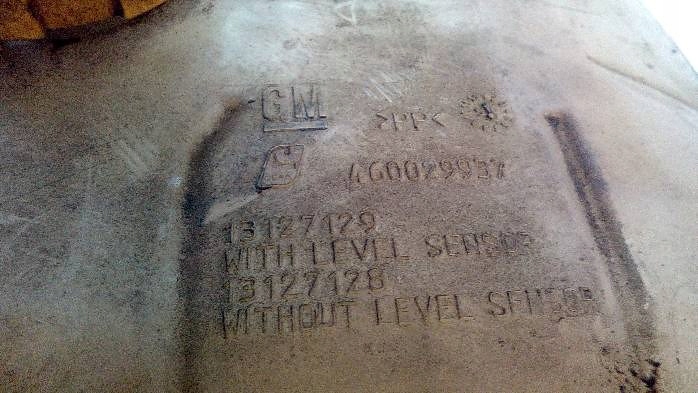 GM >PP<
460029937
13127129
WITH LEVEL SENSOR
13127128
WITHOUT LEVEL SENSOR